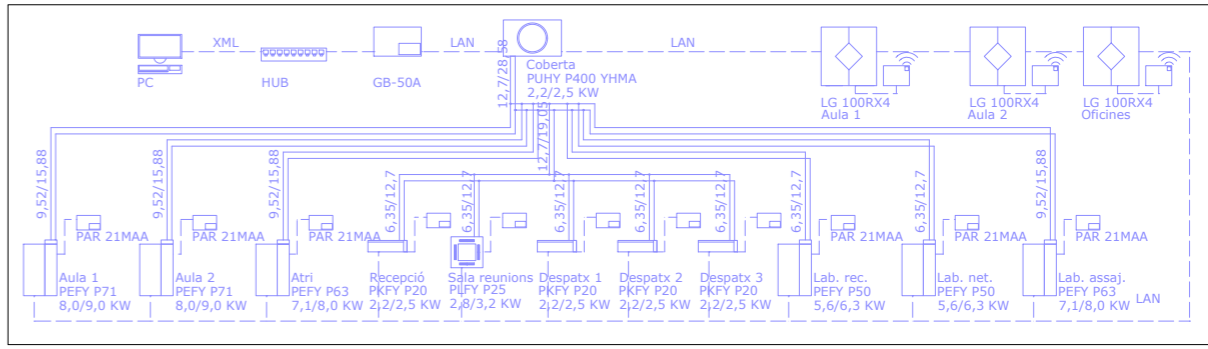 XML
LAN
LAN
PC
HUB
GB-50A
Coberta
PUHY P400 YHMA
2,2/2,5 KW
LG 100RX4
Aula 1
LG 100RX4
Aula 2
LG 100RX4
Oficines
12,7/28,58
12,7/19,05
9,52/15,88
9,52/15,88
9,52/15,88
6,35/12,7
6,35/12,7
6,35/12,7
6,35/12,7
6,35/12,7
6,35/12,7
6,35/12,7
9,52/15,88
PAR 21MAA
PAR 21MAA
PAR 21MAA
PAR 21MAA
PAR 21MAA
PAR 21MAA
Aula 1
PEFY P71
8,0/9,0 KW
Aula 2
PEFY P71
8,0/9,0 KW
Atri
PEFY P63
7,1/8,0 KW
Recepció
PKFY P20
2,2/2,5 KW
Sala reunions
PLFY P25
2,8/3,2 KW
Despatx 1
PKFY P20
2,2/2,5 KW
Despatx 2
PKFY P20
2,2/2,5 KW
Despatx 3
PKFY P20
2,2/2,5 KW
Lab. rec.
PEFY P50
5,6/6,3 KW
Lab. net.
PEFY P50
5,6/6,3 KW
Lab. assaj.
PEFY P63
7,1/8,0 KW
LAN